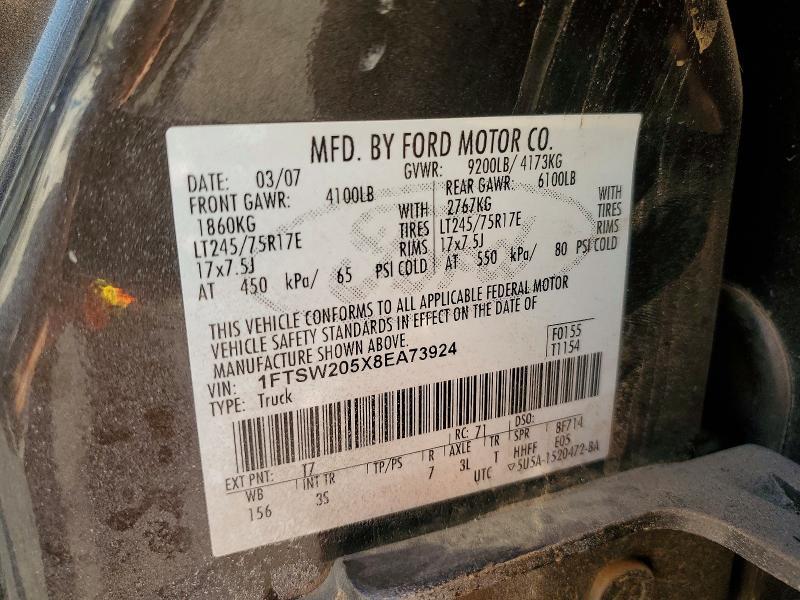 MFD. BY FORD MOTOR CO.
DATE: 03/07 GVWR: 9200LB/ 4173KG
FRONT GAWR: 4100LB REAR GAWR: 6100LB
1860KG WITH 2767KG WITH
LT245/75R17E TIRES LT245/75R17E TIRES
17x7.5J RIMS 17x7.5J RIMS
AT 450 kPa/ 65 PSI COLD AT 550 kPa/ 80 PSI COLD
THIS VEHICLE CONFORMS TO ALL APPLICABLE FEDERAL MOTOR
VEHICLE SAFETY STANDARDS IN EFFECT ON THE DATE OF
MANUFACTURE SHOWN ABOVE.
VIN: 1FTSW205X8EA73924
TYPE: Truck
F0155
T1154
EXT PNT: T7 RC: 71 DSO:
WB INT TR TP/PS R AXLE TR SPR 8F714
156 3S 7 3L T HHFF E05
UTC ▽5U5A-1520472-BA